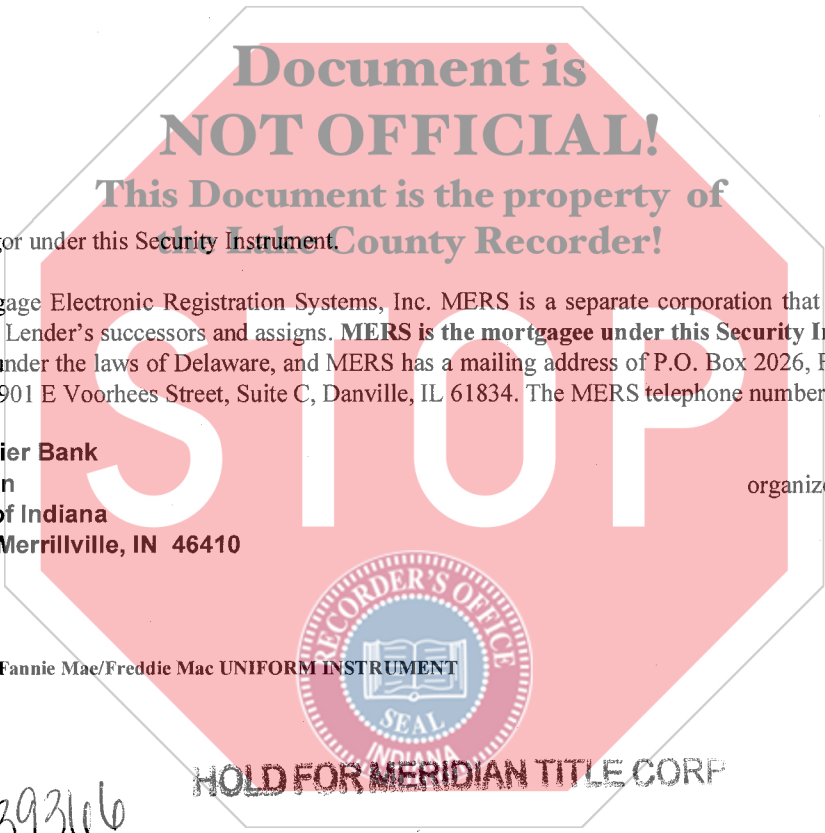 Document is
NOT OFFICIAL!
This Document is the property of
the Lake County Recorder!
or under this Security Instrument.
gage Electronic Registration Systems, Inc. MERS is a separate corporation that
Lender's successors and assigns. MERS is the mortgagee under this Security I
nder the laws of Delaware, and MERS has a mailing address of P.O. Box 2026, F
901 E Voorhees Street, Suite C, Danville, IL 61834. The MERS telephone number
STOP
ier Bank
n
organize
of Indiana
Merrillville, IN 46410
RECORDER'S OFFICE
SEAL
INDIANA
Fannie Mae/Freddie Mac UNIFORM INSTRUMENT
HOLD FOR MERIDIAN TITLE CORP